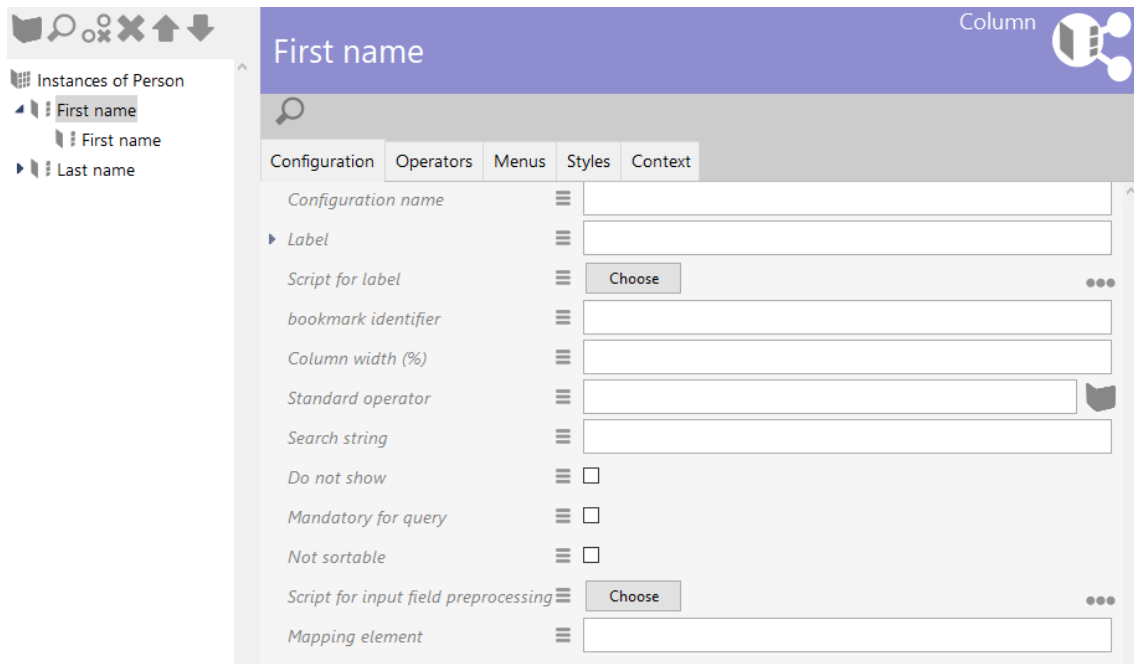 Instances of Person
First name
First name
Last name
First name
Column
Configuration Operators Menus Styles Context
Configuration name
Label
Script for label Choose
bookmark identifier
Column width (%)
Standard operator
Search string
Do not show
Mandatory for query
Not sortable
Script for input field preprocessing Choose
Mapping element